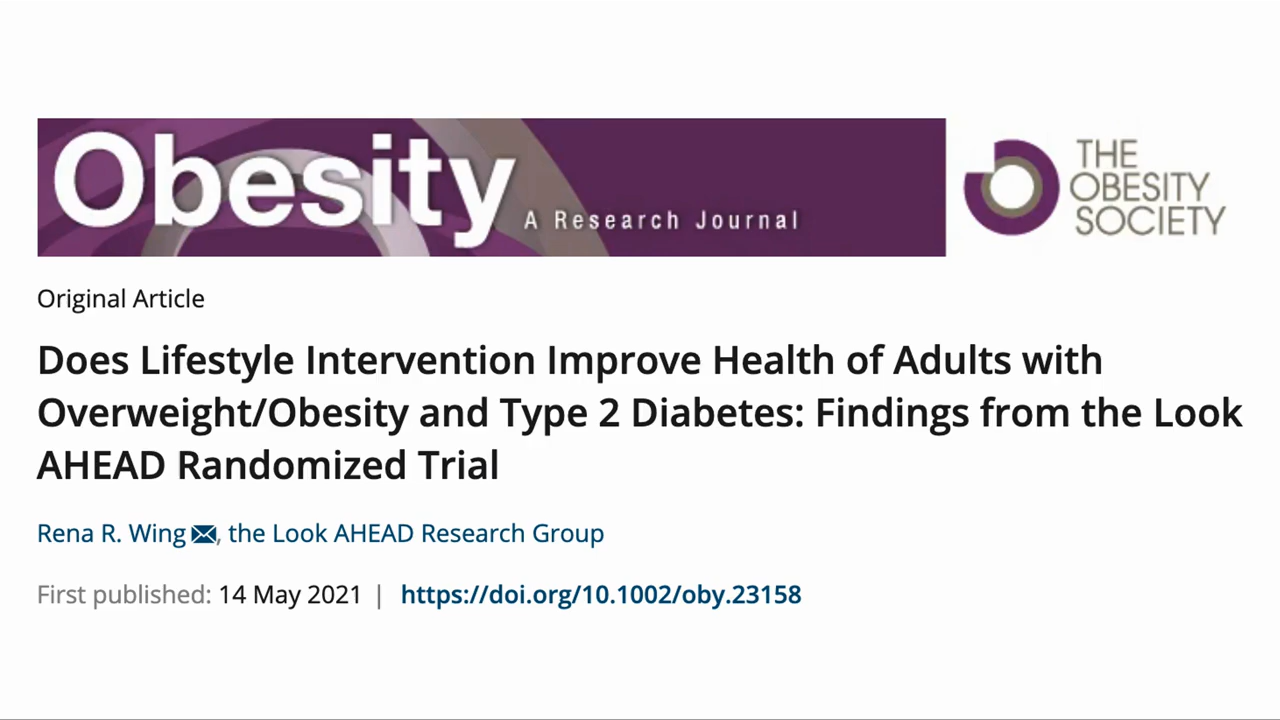 Obesity
A Research Journal
THE
OBESITY
SOCIETY
Original Article
Does Lifestyle Intervention Improve Health of Adults with
Overweight/Obesity and Type 2 Diabetes: Findings from the Look
AHEAD Randomized Trial
Rena R. Wing, the Look AHEAD Research Group
First published: 14 May 2021 | https://doi.org/10.1002/oby.23158